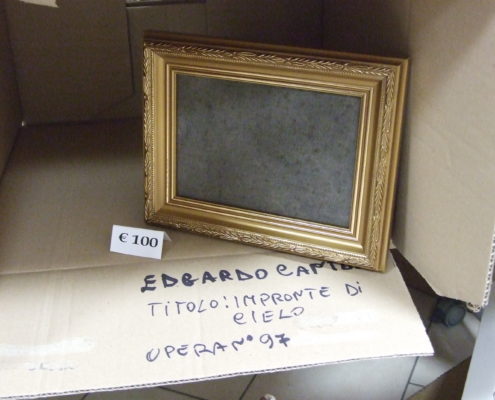 € 100
EDGARDO
TITOLO: IMPRONTE DI
CIELO
OPERA N° 97